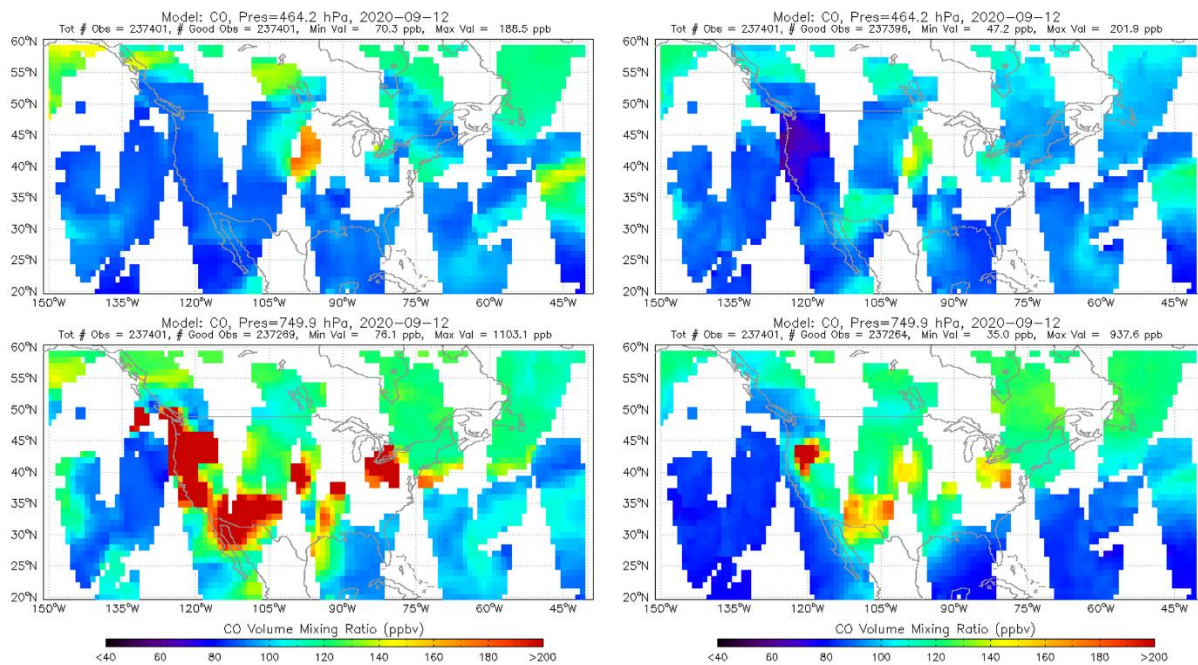 Model: CO, Pres=464.2 hPa, 2020-09-12
Tot # Obs = 237401, # Good Obs = 237401, Min Val = 70.3 ppb, Max Val = 188.5 ppb
60°N
55°N
50°N
45°N
40°N
35°N
30°N
25°N
20°N
150°W 135°W 120°W 105°W 90°W 75°W 60°W 45°W
Model: CO, Pres=464.2 hPa, 2020-09-12
Tot # Obs = 237401, # Good Obs = 237396, Min Val = 47.2 ppb, Max Val = 201.9 ppb
60°N
55°N
50°N
45°N
40°N
35°N
30°N
25°N
20°N
150°W 135°W 120°W 105°W 90°W 75°W 60°W 45°W
Model: CO, Pres=749.9 hPa, 2020-09-12
Tot # Obs = 237401, # Good Obs = 237269, Min Val = 76.1 ppb, Max Val = 1103.1 ppb
60°N
55°N
50°N
45°N
40°N
35°N
30°N
25°N
20°N
150°W 135°W 120°W 105°W 90°W 75°W 60°W 45°W
Model: CO, Pres=749.9 hPa, 2020-09-12
Tot # Obs = 237401, # Good Obs = 237264, Min Val = 35.0 ppb, Max Val = 937.6 ppb
60°N
55°N
50°N
45°N
40°N
35°N
30°N
25°N
20°N
150°W 135°W 120°W 105°W 90°W 75°W 60°W 45°W
CO Volume Mixing Ratio (ppbv)
<40 60 80 100 120 140 160 180 >200
CO Volume Mixing Ratio (ppbv)
<40 60 80 100 120 140 160 180 >200